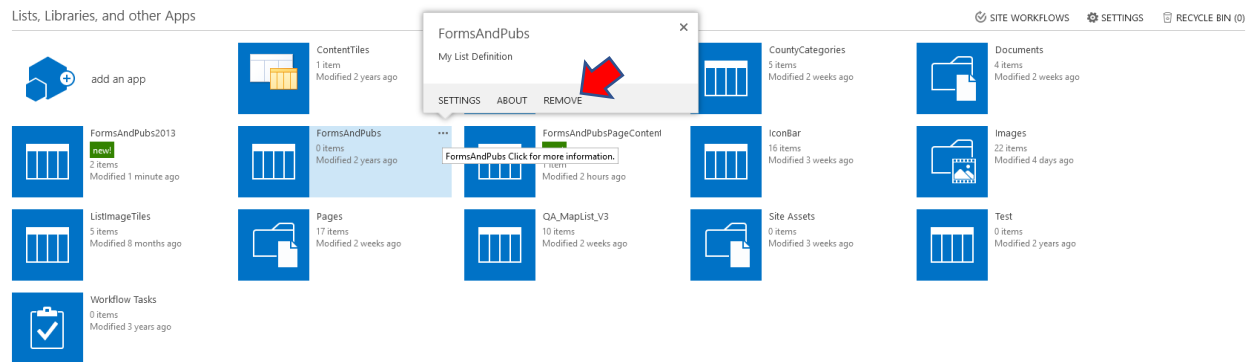 Lists, Libraries, and other Apps
SITE WORKFLOWS SETTINGS RECYCLE BIN (0)
add an app
ContentTiles
1 item
Modified 2 years ago
FormsAndPubs
My List Definition
SETTINGS ABOUT REMOVE
CountyCategories
5 items
Modified 2 weeks ago
Documents
4 items
Modified 2 weeks ago
FormsAndPubs2013
new!
2 items
Modified 1 minute ago
FormsAndPubs
0 items
Modified 2 years ago
FormsAndPubs Click for more information.
FormsAndPubsPageContent
1 item
Modified 2 hours ago
IconBar
16 items
Modified 3 weeks ago
Images
22 items
Modified 4 days ago
ListImageTiles
5 items
Modified 8 months ago
Pages
17 items
Modified 2 weeks ago
QA_MapList_V3
10 items
Modified 2 weeks ago
Site Assets
0 items
Modified 3 weeks ago
Test
0 items
Modified 2 years ago
Workflow Tasks
0 items
Modified 3 years ago